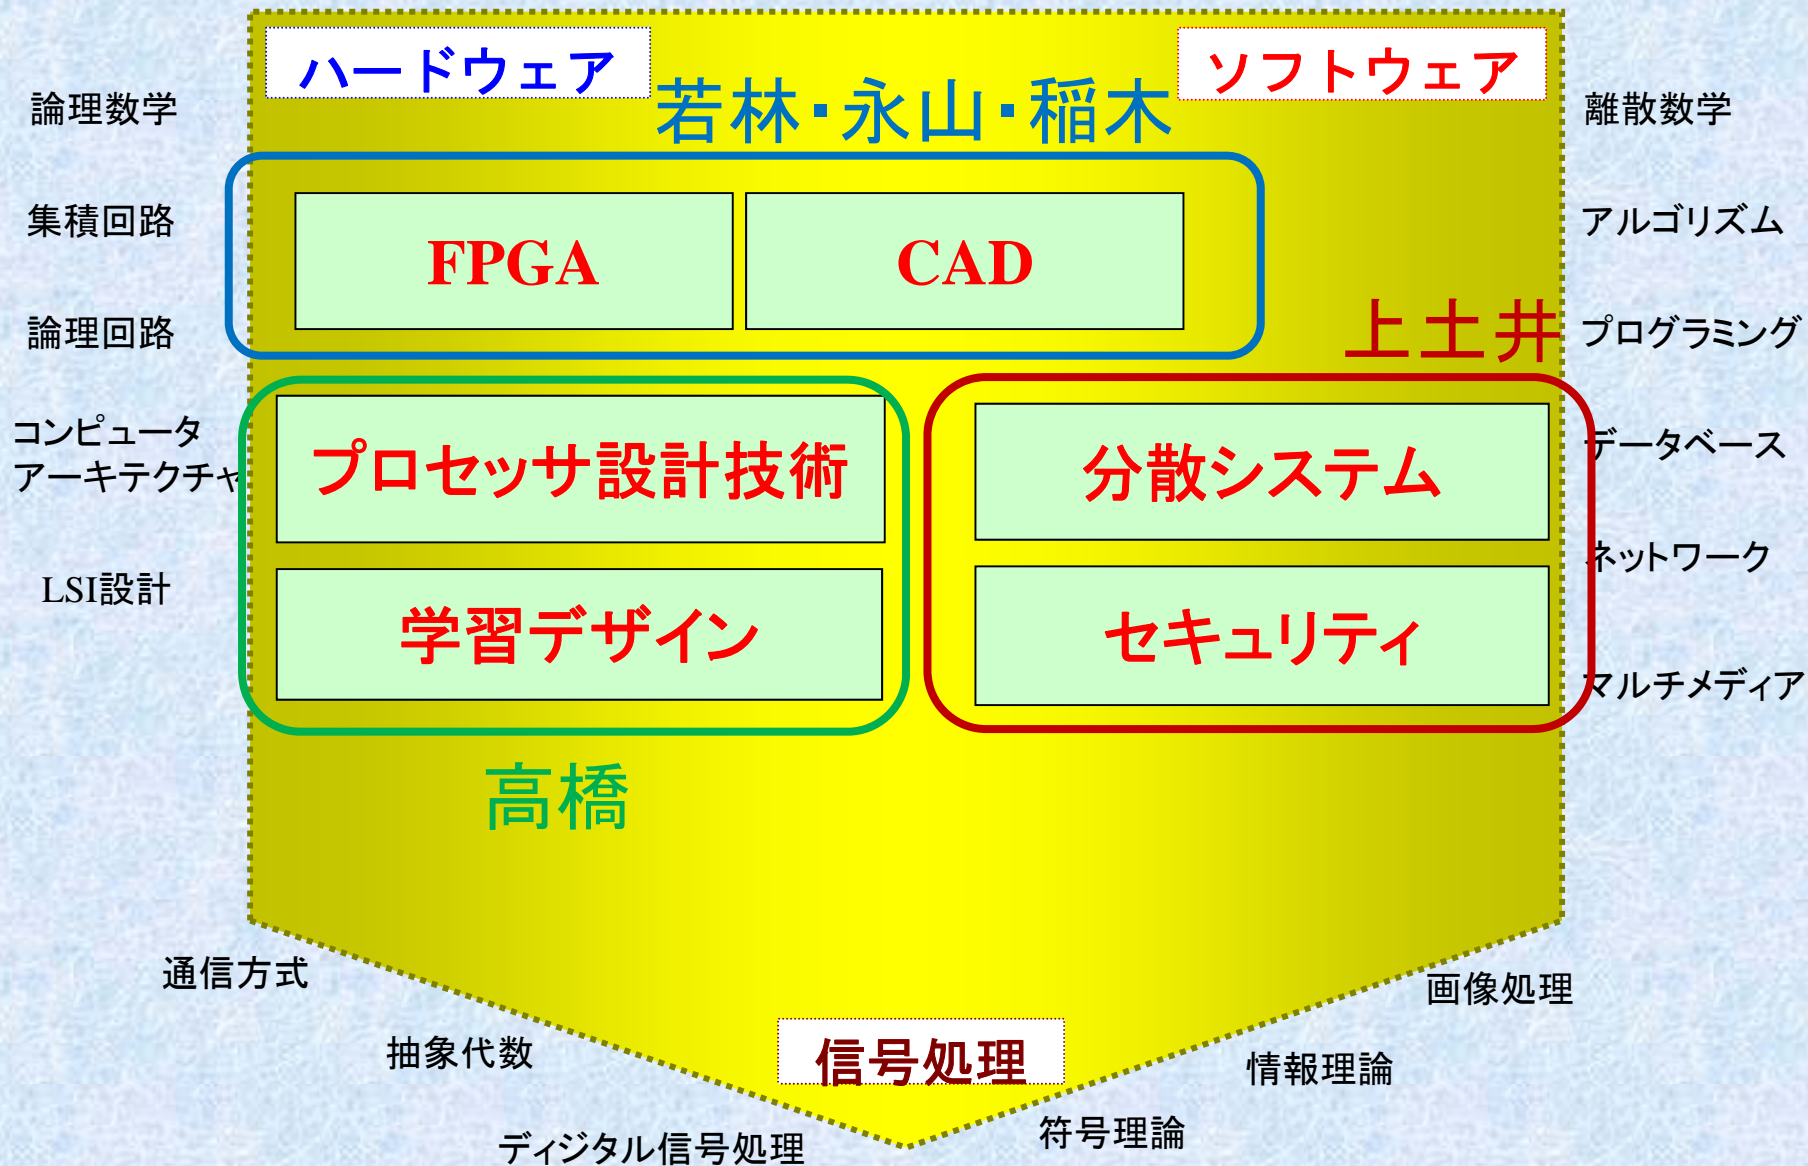 ハードウェア
ソフトウェア
若林・永山・稲木
論理数学
離散数学
集積回路
アルゴリズム
FPGA
CAD
論理回路
上土井
プログラミング
コンピュータ
アーキテクチャ
プロセッサ設計技術
分散システム
データベース
ネットワーク
LSI設計
学習デザイン
セキュリティ
マルチメディア
高橋
通信方式
画像処理
抽象代数
信号処理
情報理論
ディジタル信号処理
符号理論